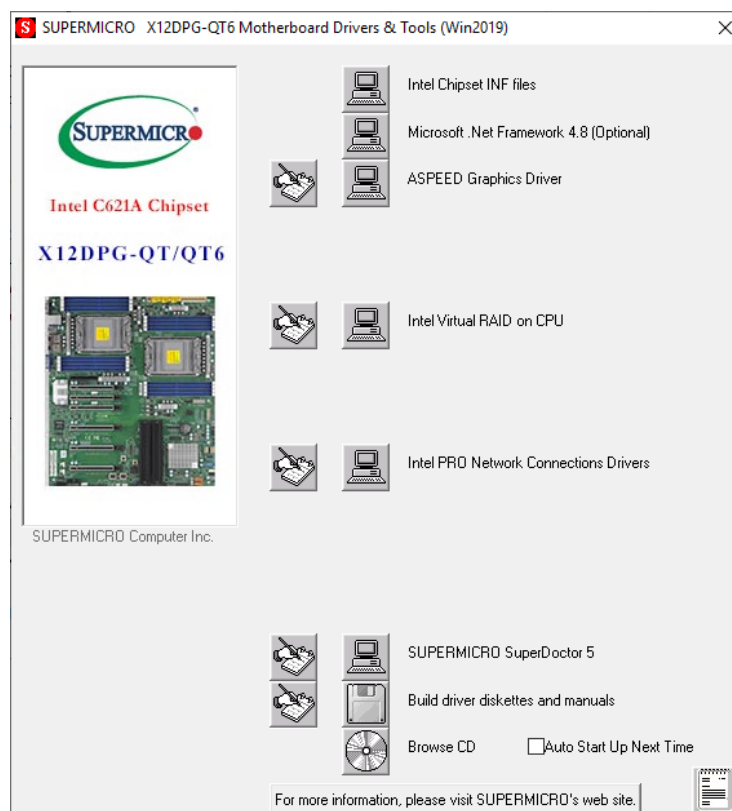 SUPERMICRO X12DPG-QT6 Motherboard Drivers & Tools (Win2019)
SUPERMICRO
Intel C621A Chipset
X12DPG-QT/QT6
SUPERMICRO Computer Inc.
Intel Chipset INF files
Microsoft .Net Framework 4.8 (Optional)
ASPEED Graphics Driver
Intel Virtual RAID on CPU
Intel PRO Network Connections Drivers
SUPERMICRO SuperDoctor 5
Build driver diskettes and manuals
Browse CD
Auto Start Up Next Time
For more information, please visit SUPERMICRO's web site.